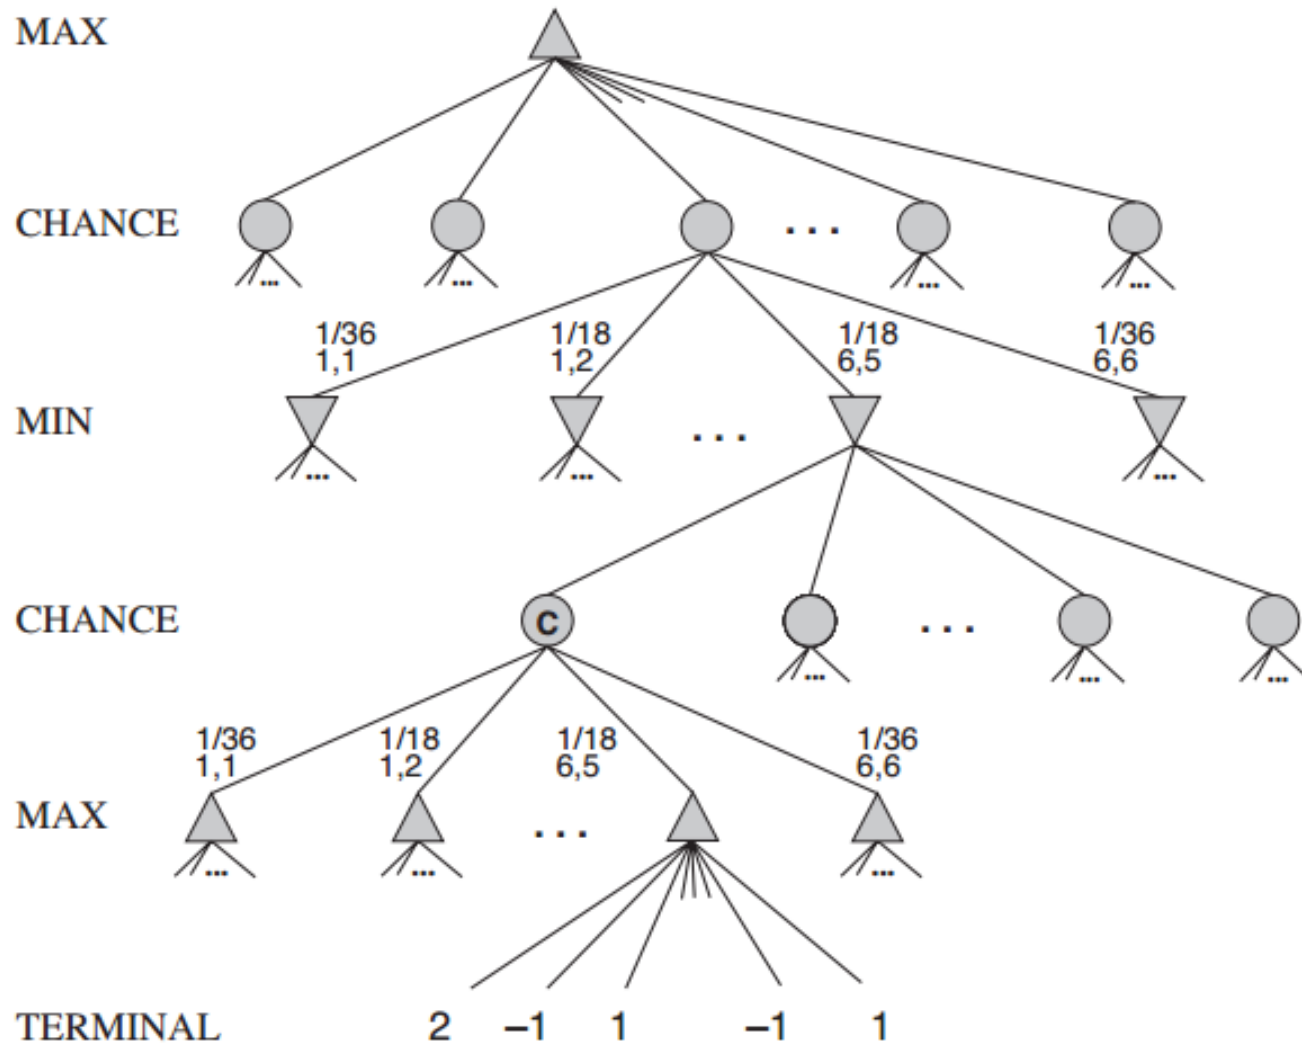 MAX
CHANCE
...
... ... ... ...
1/36 1/18 1/18 1/36
1,1 1,2 6,5 6,6
MIN
...
... ... ...
CHANCE
C
...
... ... ...
1/36 1/18 1/18 1/36
1,1 1,2 6,5 6,6
MAX
...
... ... ...
TERMINAL 2 –1 1 –1 1